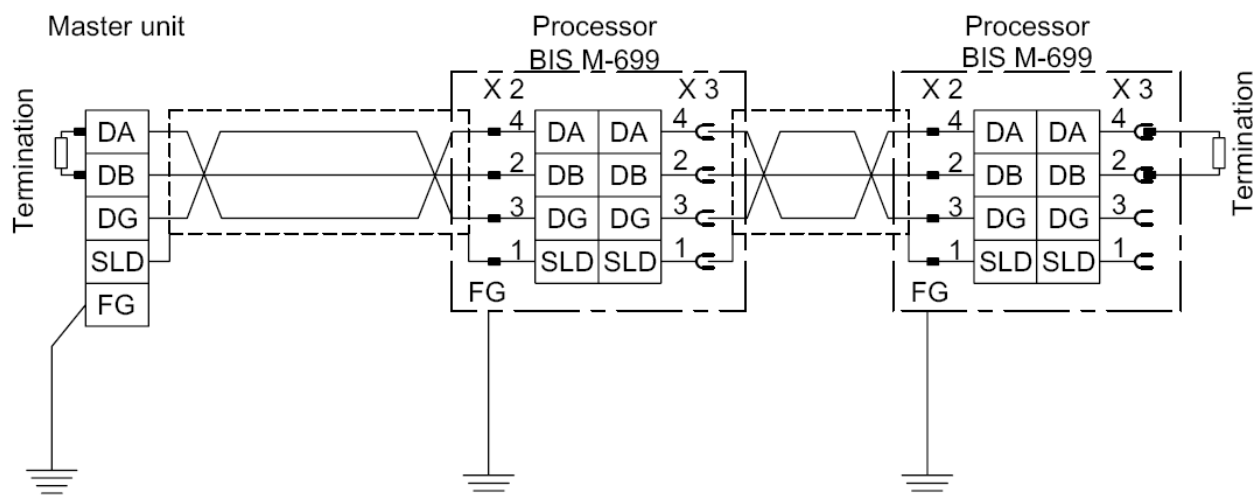 Master unit
Processor
BIS M-699
Processor
BIS M-699
Termination
DA
DB
DG
SLD
FG
X 2
X 3
4 DA DA 4
2 DB DB 2
3 DG DG 3
1 SLD SLD 1
FG
X 2
X 3
4 DA DA 4
2 DB DB 2
3 DG DG 3
1 SLD SLD 1
FG
Termination